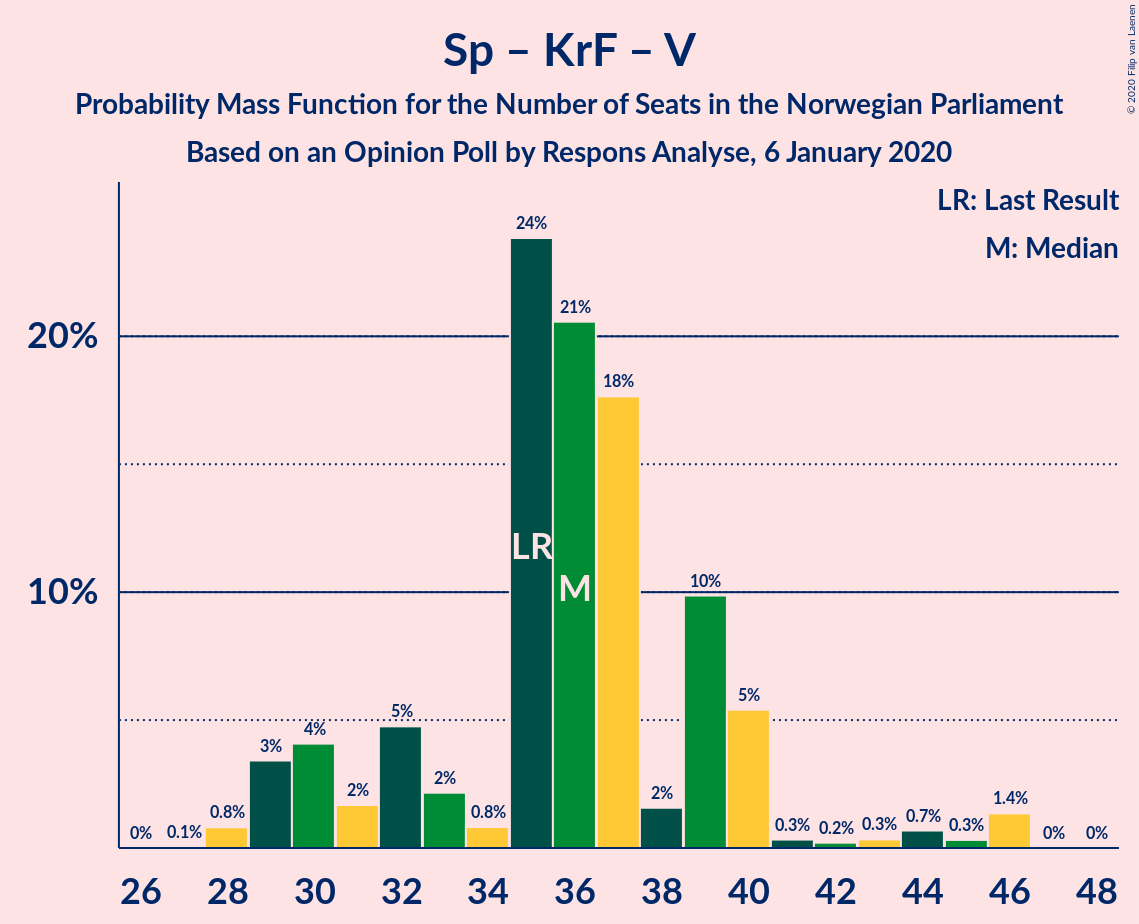 Sp – KrF – V
Probability Mass Function for the Number of Seats in the Norwegian Parliament
Based on an Opinion Poll by Respons Analyse, 6 January 2020
© 2020 Filip van Laenen
LR: Last Result
M: Median
20%
10%
0%
0.1%
0.8%
3%
4%
2%
5%
2%
0.8%
24%
21%
18%
2%
10%
5%
0.3%
0.2%
0.3%
0.7%
0.3%
1.4%
0%
0%
LR
M
26 28 30 32 34 36 38 40 42 44 46 48